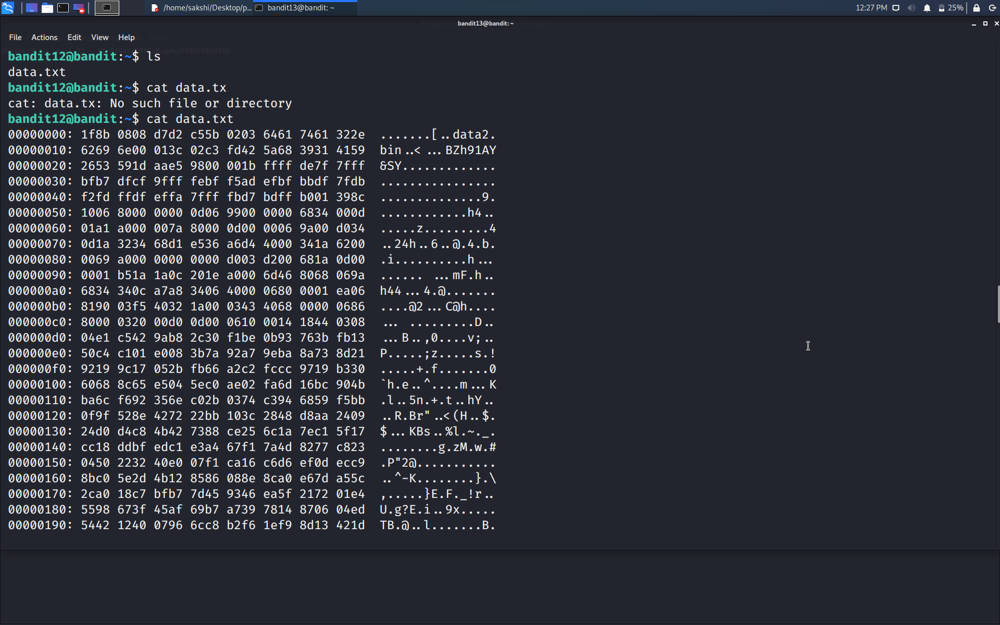 /home/sakshi/Desktop/p...
bandit13@bandit: ~
12:27 PM
25%
bandit13@bandit: ~
File Actions Edit View Help
bandit12@bandit:~$ ls
data.txt
bandit12@bandit:~$ cat data.tx
cat: data.tx: No such file or directory
bandit12@bandit:~$ cat data.txt
00000000: 1f8b 0808 d7d2 c55b 0203 6461 7461 322e  .......[..data2.
00000010: 6269 6e00 013c 02c3 fd42 5a68 3931 4159  bin..<...BZh91AY
00000020: 2653 591d aae5 9800 001b ffff de7f 7fff  &SY.............
00000030: bfb7 dfcf 9fff febf f5ad efbf bbdf 7fdb  ................
00000040: f2fd ffdf effa 7fff fbd7 bdff b001 398c  ..............9.
00000050: 1006 8000 0000 0d06 9900 0000 6834 000d  ............h4..
00000060: 01a1 a000 007a 8000 0d00 0006 9a00 d034  .....z.........4
00000070: 0d1a 3234 68d1 e536 a6d4 4000 341a 6200  ..24h..6..@.4.b.
00000080: 0069 a000 0000 0000 d003 d200 681a 0d00  .i..........h...
00000090: 0001 b51a 1a0c 201e a000 6d46 8068 069a  ...... ...mF.h..
000000a0: 6834 340c a7a8 3406 4000 0680 0001 ea06  h44...4.@.......
000000b0: 8190 03f5 4032 1a00 0343 4068 0000 0686  ....@2...C@h....
000000c0: 8000 0320 00d0 0d00 0610 0014 1844 0308  ... .........D..
000000d0: 04e1 c542 9ab8 2c30 f1be 0b93 763b fb13  ...B..,0....v;..
000000e0: 50c4 c101 e008 3b7a 92a7 9eba 8a73 8d21  P.....;z.....s.!
000000f0: 9219 9c17 052b fb66 a2c2 fccc 9719 b330  .....+.f.......0
00000100: 6068 8c65 e504 5ec0 ae02 fa6d 16bc 904b  `h.e..^....m...K
00000110: ba6c f692 356e c02b 0374 c394 6859 f5bb  .l..5n.+.t..hY..
00000120: 0f9f 528e 4272 22bb 103c 2848 d8aa 2409  ..R.Br"..<(H..$.
00000130: 24d0 d4c8 4b42 7388 ce25 6c1a 7ec1 5f17  $...KBs..%l.~._.
00000140: cc18 ddbf edc1 e3a4 67f1 7a4d 8277 c823  ........g.zM.w.#
00000150: 0450 2232 40e0 07f1 ca16 c6d6 ef0d ecc9  .P"2@...........
00000160: 8bc0 5e2d 4b12 8586 088e 8ca0 e67d a55c  ..^-K........}.\
00000170: 2ca0 18c7 bfb7 7d45 9346 ea5f 2172 01e4  ,.....}E.F._!r..
00000180: 5598 673f 45af 69b7 a739 7814 8706 04ed  U.g?E.i..9x.....
00000190: 5442 1240 0796 6cc8 b2f6 1ef9 8d13 421d  TB.@..l.......B.